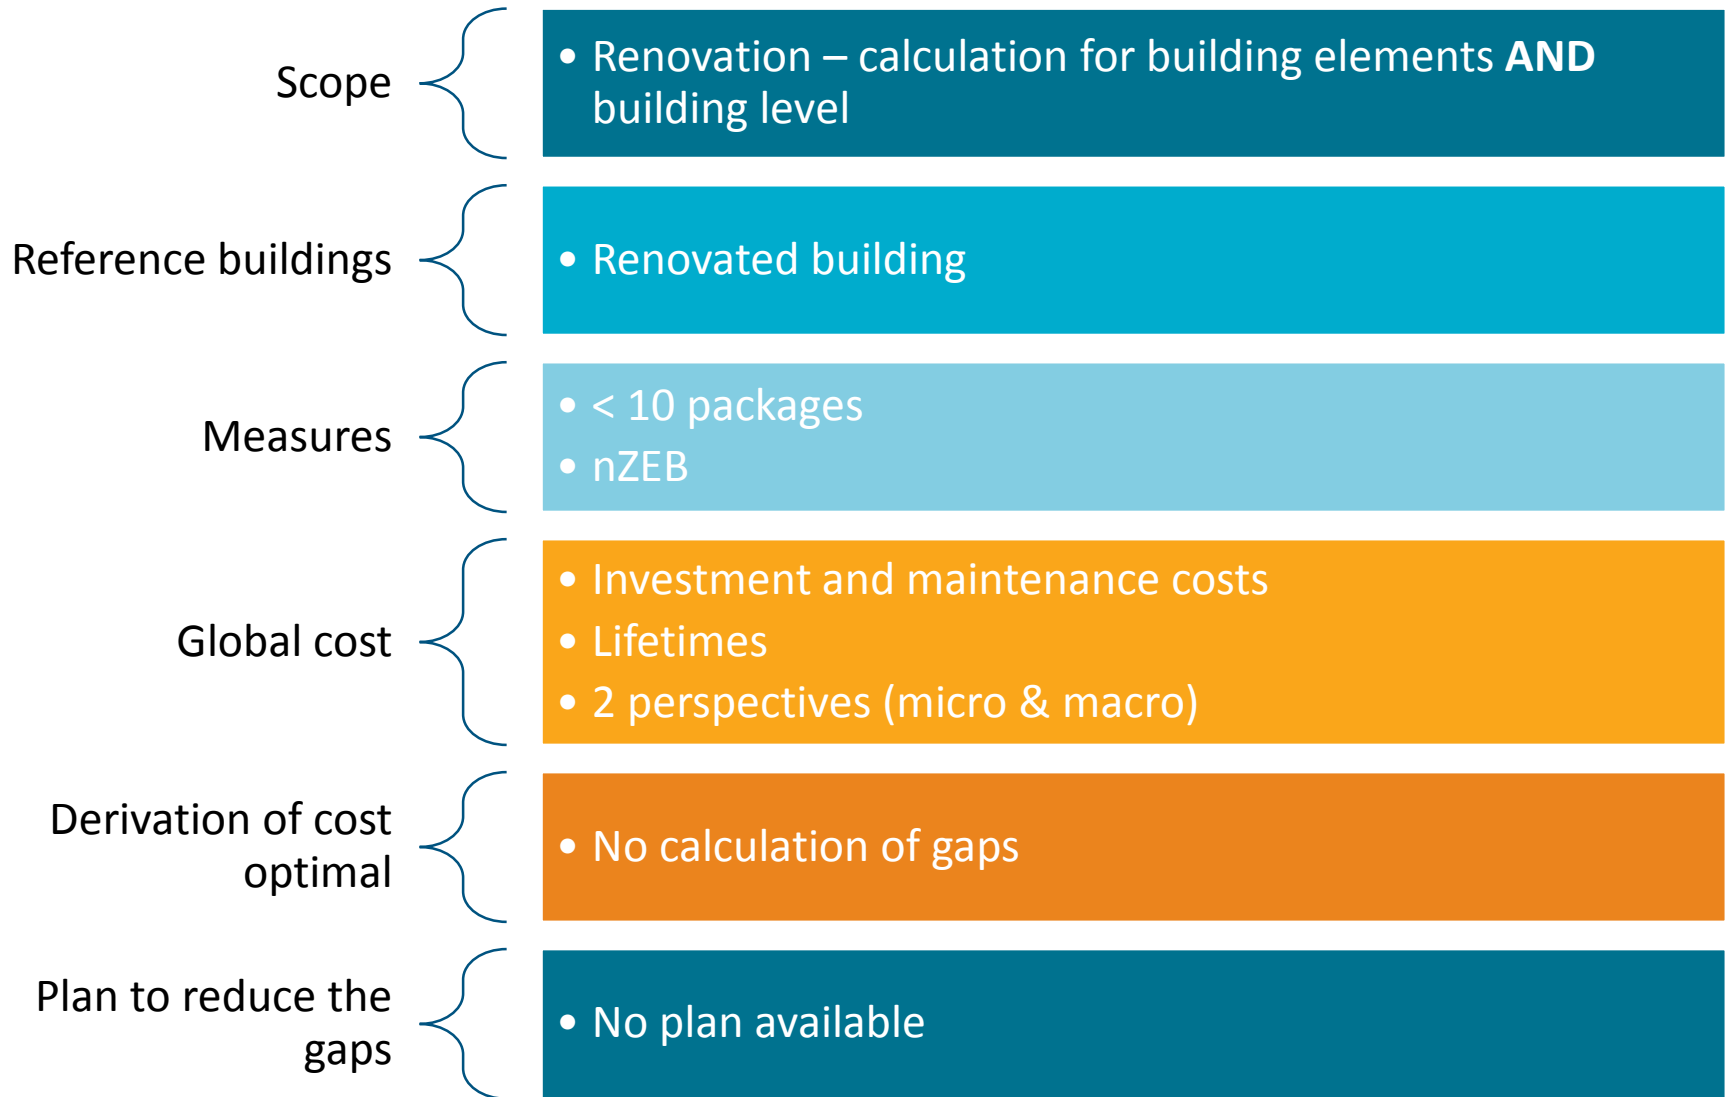 Scope
• Renovation – calculation for building elements AND
building level
Reference buildings
• Renovated building
Measures
• < 10 packages
• nZEB
Global cost
• Investment and maintenance costs
• Lifetimes
• 2 perspectives (micro & macro)
Derivation of cost
optimal
• No calculation of gaps
Plan to reduce the
gaps
• No plan available